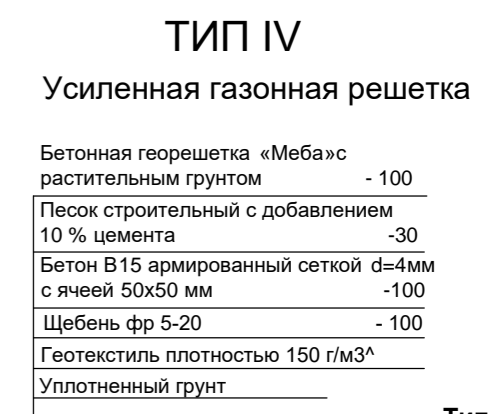 ТИП IV
Усиленная газонная решетка
Бетонная георешетка «Меба»с
растительным грунтом - 100
Песок строительный с добавлением
10 % цемента -30
Бетон В15 армированный сеткой d=4мм
с ячеей 50х50 мм -100
Щебень фр 5-20 - 100
Геотекстиль плотностью 150 г/м3^
Уплотненный грунт